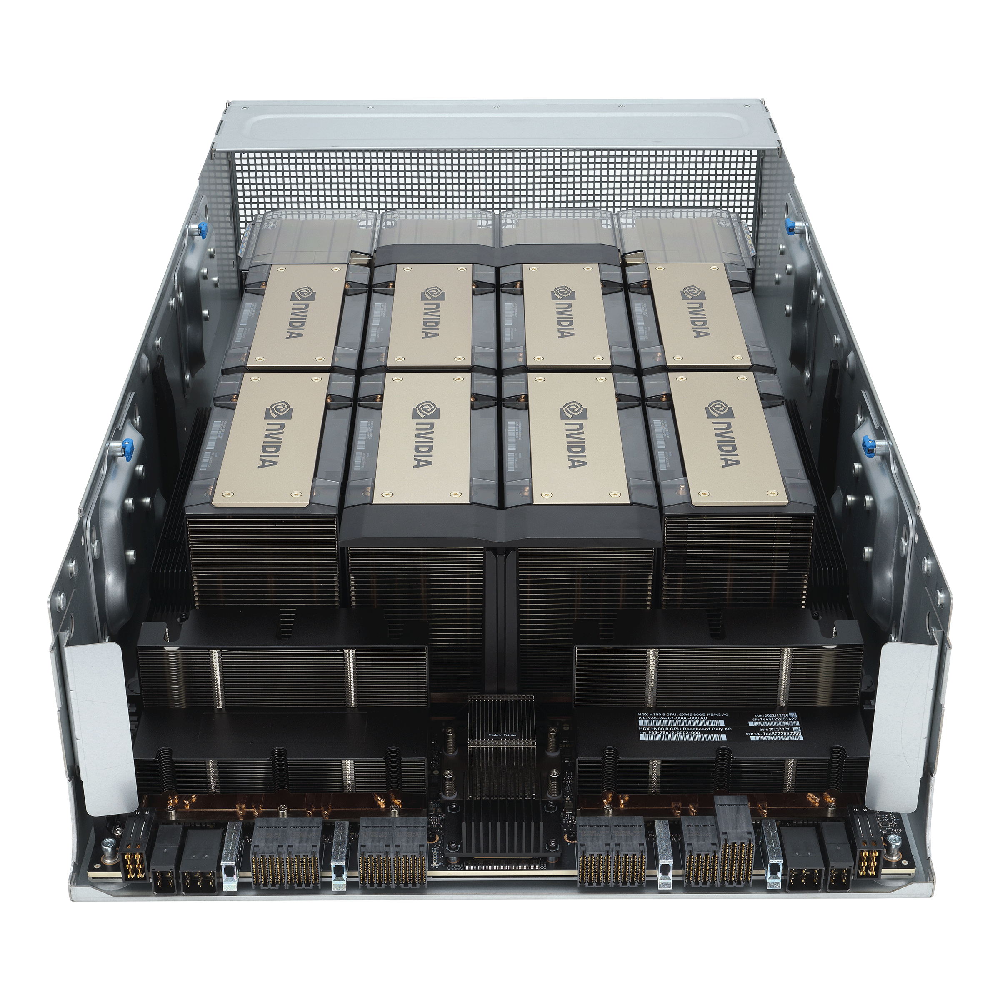 NVIDIA
NVIDIA
NVIDIA
NVIDIA
NVIDIA
NVIDIA
NVIDIA
NVIDIA
HGX H100 8 GPU, SXM5 80GB HBM3 AC
P/N: 935-24287-0000-000 AD
DOM: 2022/12/20
S/N: 1665122651427
HGX Hx00 8 GPU Baseboard Only AC
FRU: 965-25612-0002-000
DOM: 2022/12/20
FRU S/N: 1665022550200
Made In Taiwan